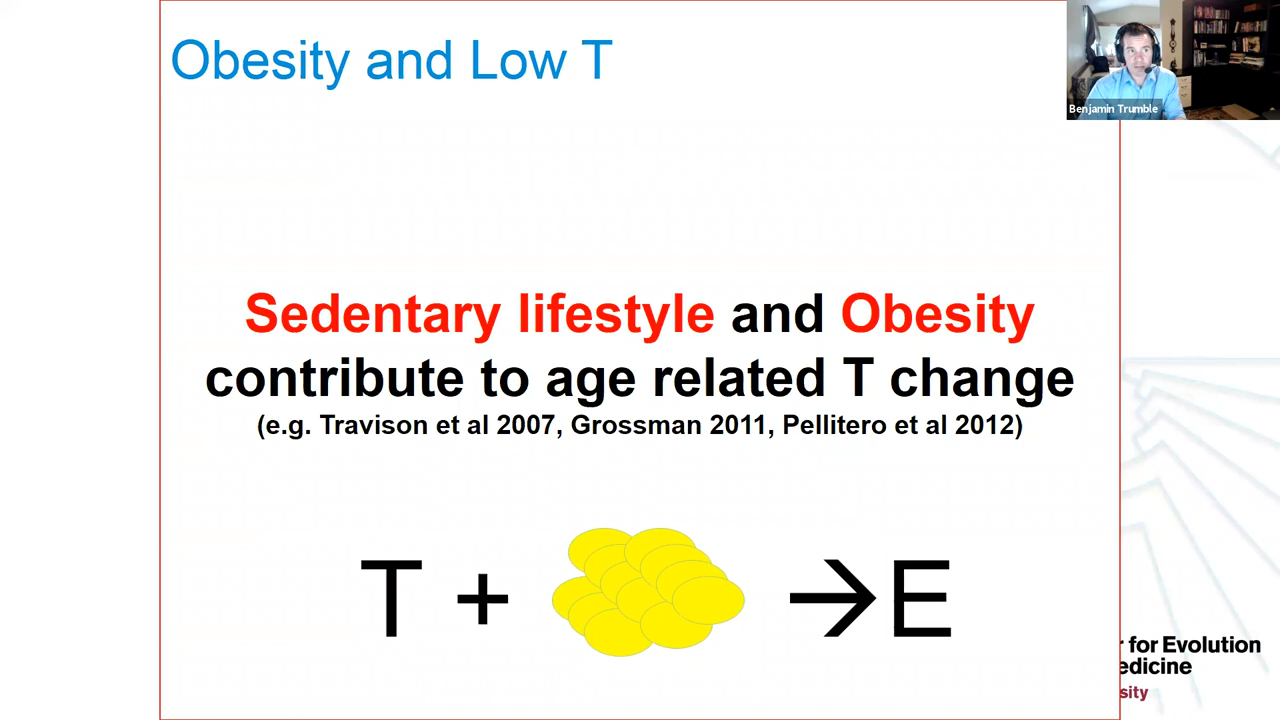 Obesity and Low T
Benjamin Trumble
Sedentary lifestyle and Obesity
contribute to age related T change
(e.g. Travison et al 2007, Grossman 2011, Pellitero et al 2012)
T + → E
r for Evolution
edicine
sity